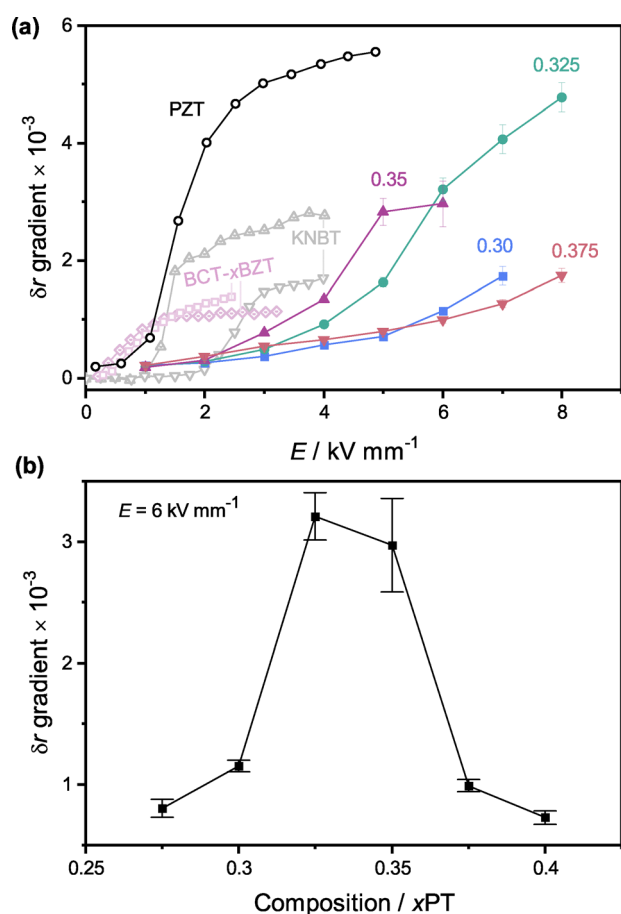 (a)
6
4
2
0
δr gradient × 10⁻³
PZT
0.325
0.35
KNBT
BCT-xBZT
0.30
0.375
0 2 4 6 8
E / kV mm⁻¹
(b)
E = 6 kV mm⁻¹
3
2
1
δr gradient × 10⁻³
0.25 0.3 0.35 0.4
Composition / xPT